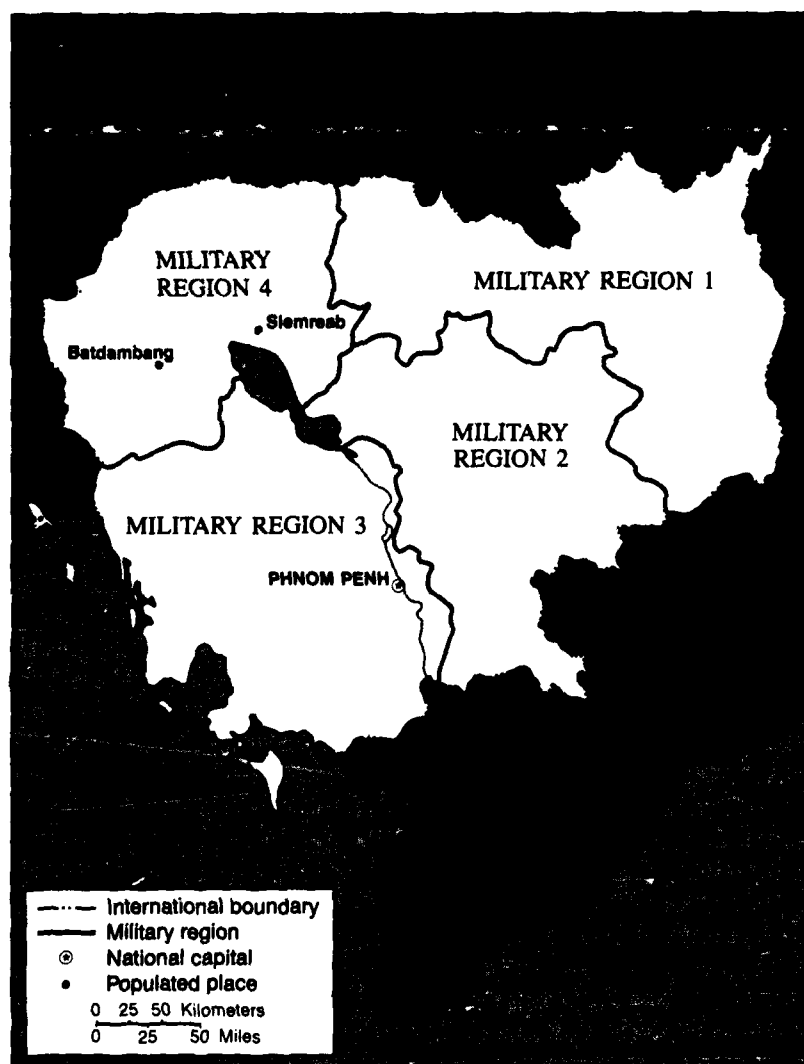 MILITARY
REGION 4
MILITARY REGION 1
Siemreab
Batdambang
MILITARY
REGION 2
MILITARY REGION 3
PHNOM PENH
International boundary
Military region
National capital
Populated place
0 25 50 Kilometers
0 25 50 Miles